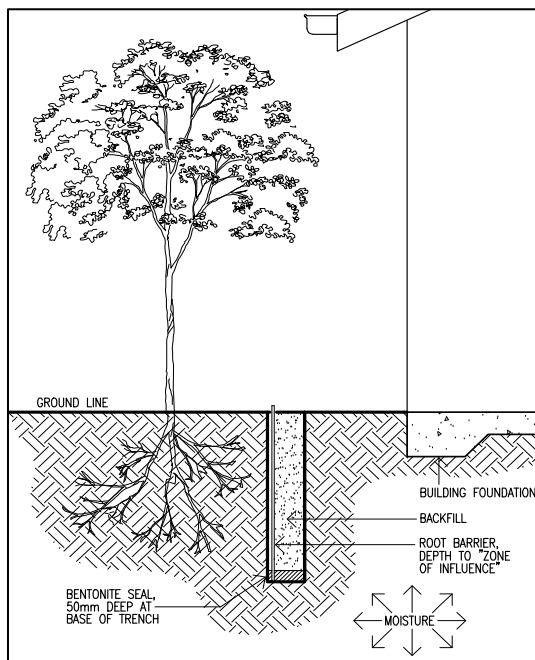 GROUND LINE
BUILDING FOUNDATION
BACKFILL
ROOT BARRIER,
DEPTH TO "ZONE
OF INFLUENCE"
BENTONITE SEAL,
50mm DEEP AT
BASE OF TRENCH
MOISTURE